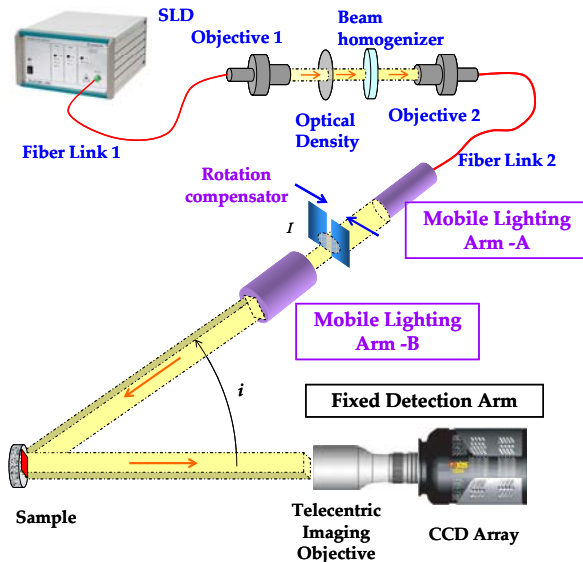 SLD
Objective 1
Beam
homogenizer
Optical
Density
Objective 2
Fiber Link 1
Fiber Link 2
Rotation
compensator
I
Mobile Lighting
Arm -A
Mobile Lighting
Arm -B
i
Fixed Detection Arm
Sample
Telecentric
Imaging
Objective
CCD Array